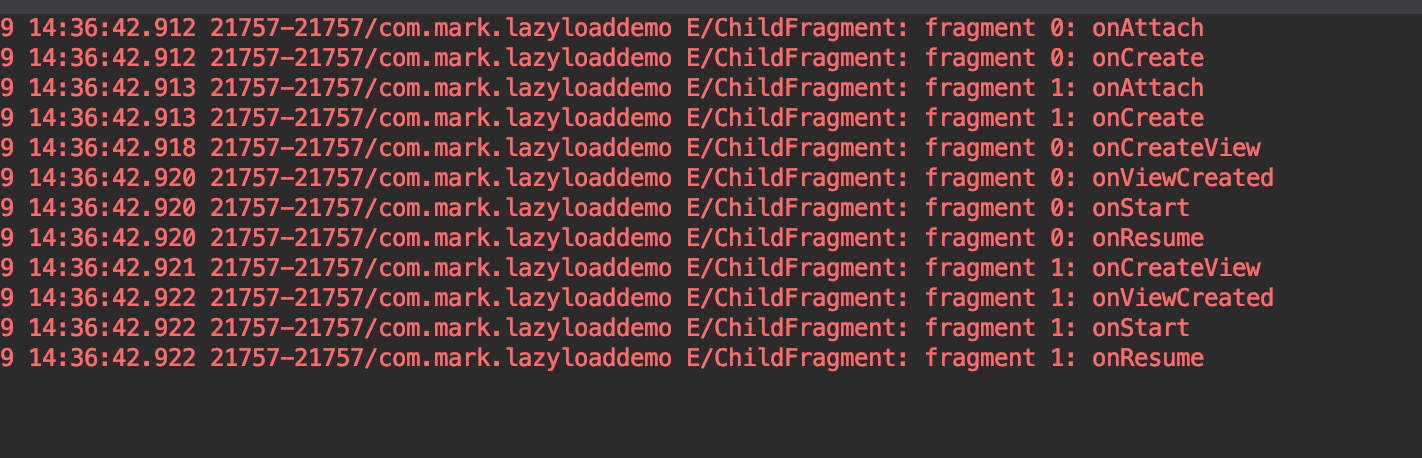 9 14:36:42.912 21757-21757/com.mark.lazyloaddemo E/ChildFragment: fragment 0: onAttach
9 14:36:42.912 21757-21757/com.mark.lazyloaddemo E/ChildFragment: fragment 0: onCreate
9 14:36:42.913 21757-21757/com.mark.lazyloaddemo E/ChildFragment: fragment 1: onAttach
9 14:36:42.913 21757-21757/com.mark.lazyloaddemo E/ChildFragment: fragment 1: onCreate
9 14:36:42.918 21757-21757/com.mark.lazyloaddemo E/ChildFragment: fragment 0: onCreateView
9 14:36:42.920 21757-21757/com.mark.lazyloaddemo E/ChildFragment: fragment 0: onViewCreated
9 14:36:42.920 21757-21757/com.mark.lazyloaddemo E/ChildFragment: fragment 0: onStart
9 14:36:42.920 21757-21757/com.mark.lazyloaddemo E/ChildFragment: fragment 0: onResume
9 14:36:42.921 21757-21757/com.mark.lazyloaddemo E/ChildFragment: fragment 1: onCreateView
9 14:36:42.922 21757-21757/com.mark.lazyloaddemo E/ChildFragment: fragment 1: onViewCreated
9 14:36:42.922 21757-21757/com.mark.lazyloaddemo E/ChildFragment: fragment 1: onStart
9 14:36:42.922 21757-21757/com.mark.lazyloaddemo E/ChildFragment: fragment 1: onResume